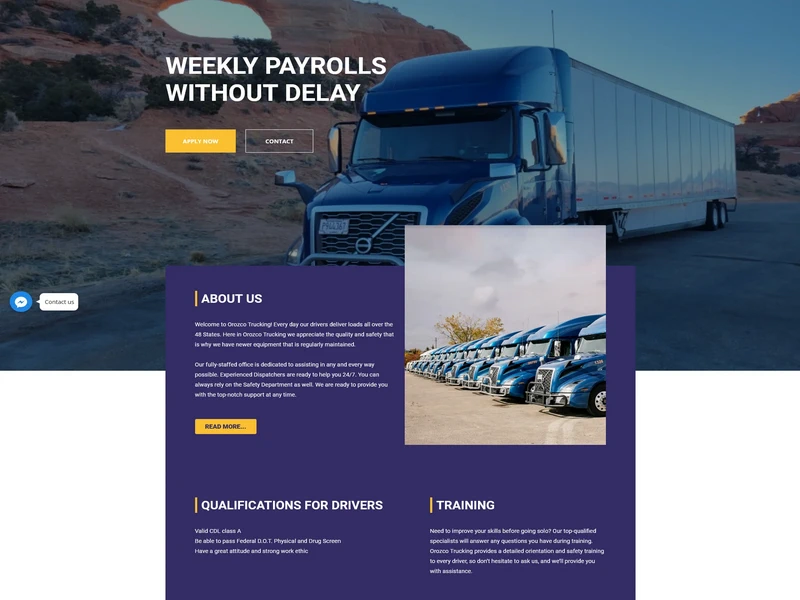 WEEKLY PAYROLLS
WITHOUT DELAY
APPLY NOW
CONTACT
Contact us
ABOUT US
Welcome to Orozco Trucking! Every day our drivers deliver loads all over the
48 States. Here in Orozco Trucking we appreciate the quality and safety that
is why we have newer equipment that is regularly maintained.
Our fully-staffed office is dedicated to assisting in any and every way
possible. Experienced Dispatchers are ready to help you 24/7. You can
always rely on the Safety Department as well. We are ready to provide you
with the top-notch support at any time.
READ MORE...
QUALIFICATIONS FOR DRIVERS
Valid CDL class A
Be able to pass Federal D.O.T. Physical and Drug Screen
Have a great attitude and strong work ethic
TRAINING
Need to improve your skills before going solo? Our top-qualified
specialists will answer any questions you have during training.
Orozco Trucking provides a detailed orientation and safety training
to every driver, so don't hesitate to ask us, and we'll provide you
with assistance.